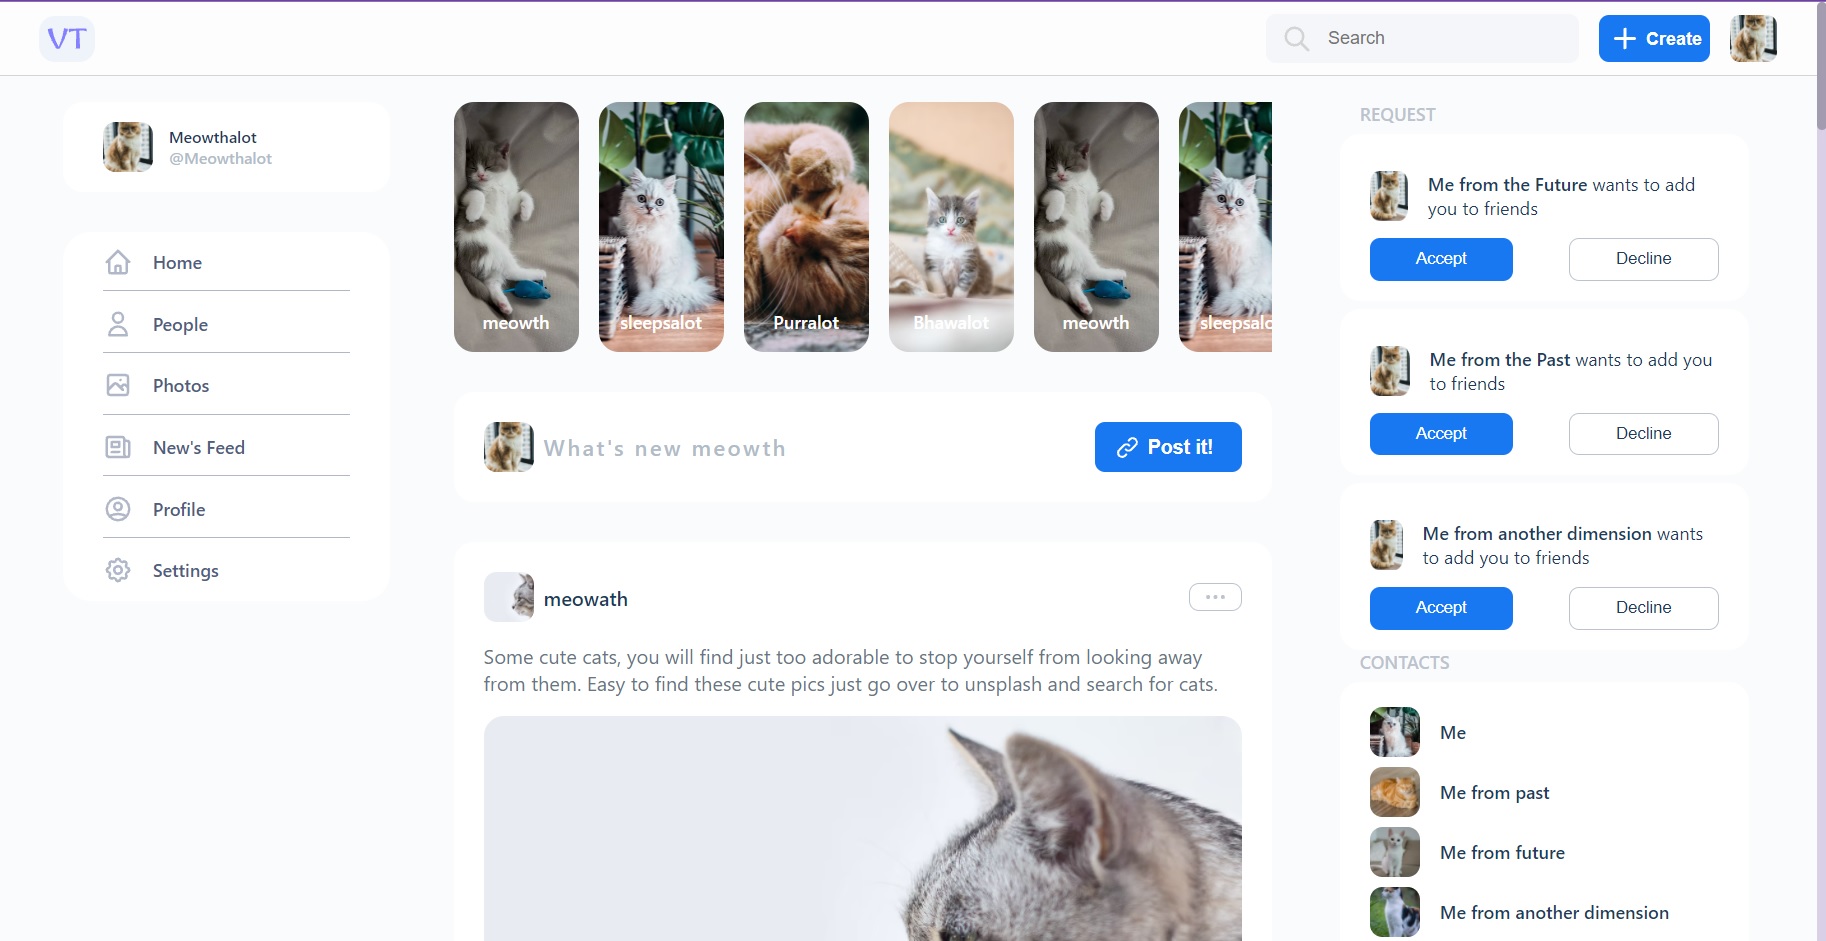 VT
Search
Create
Meowthalot
@Meowthalot
Home
People
Photos
New's Feed
Profile
Settings
meowth
sleepsalot
Purralot
Bhawalot
meowth
sleepsalo
What's new meowth
Post it!
meowath
Some cute cats, you will find just too adorable to stop yourself from looking away
from them. Easy to find these cute pics just go over to unsplash and search for cats.
REQUEST
Me from the Future wants to add
you to friends
Accept
Decline
Me from the Past wants to add you
to friends
Accept
Decline
Me from another dimension wants
to add you to friends
Accept
Decline
CONTACTS
Me
Me from past
Me from future
Me from another dimension